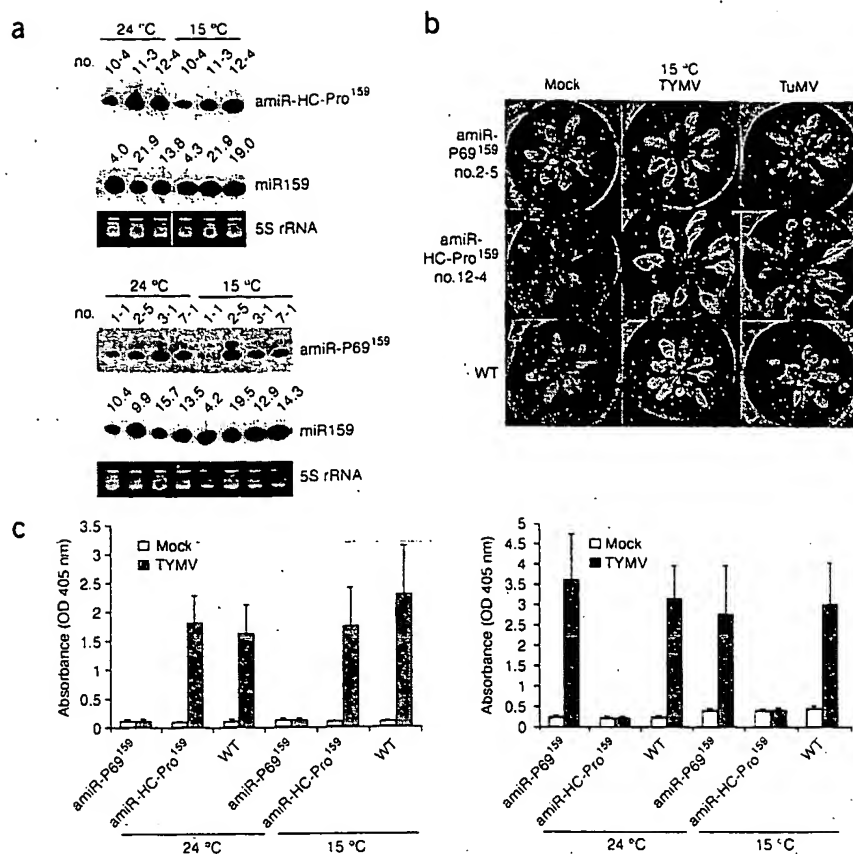 a
24 °C 15 °C
no. 10-4 11-3 12-4 10-4 11-3 12-4
amiR-HC-Pro159
4.0 21.9 13.8 4.3 21.9 19.0
miR159
5S rRNA
24 °C 15 °C
no. 1-1 2-5 3-1 7-1 1-1 2-5 3-1 7-1
amiR-P69159
10.4 9.9 15.7 13.5 4.2 19.5 12.9 14.3
miR159
5S rRNA
b
15 °C
Mock TYMV TuMV
amiR-
P69159
no.2-5
amiR-
HC-Pro159
no.12-4
WT
c
Absorbance (OD 405 nm)
3.5
3
2.5
2
1.5
1
0.5
0
Mock
TYMV
amiR-P69159
amiR-HC-Pro159
WT
amiR-P69159
amiR-HC-Pro159
WT
24 °C 15 °C
Absorbance (OD 405 nm)
5
4.5
4
3.5
3
2.5
2
1.5
1
0.5
0
Mock
TYMV
amiR-P69159
amiR-HC-Pro159
WT
amiR-P69159
amiR-HC-Pro159
WT
24 °C 15 °C